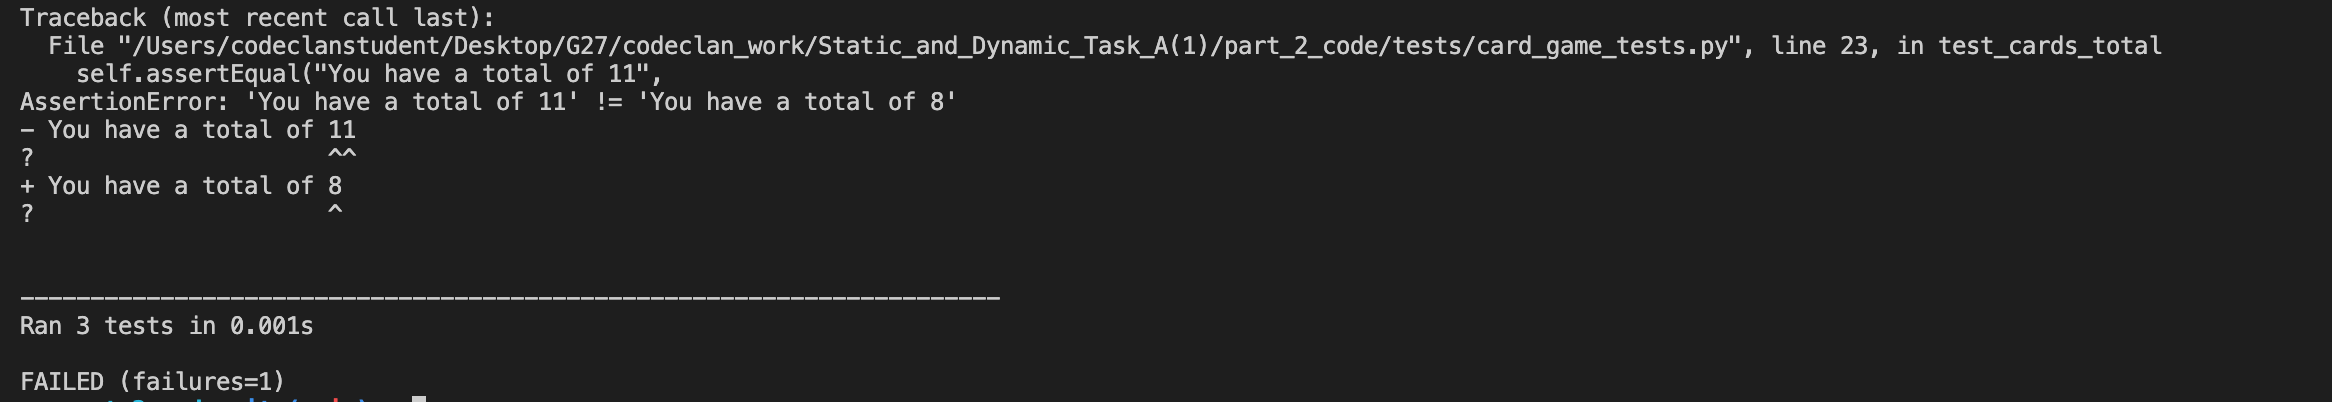 Traceback (most recent call last):
  File "/Users/codeclanstudent/Desktop/G27/codeclan_work/Static_and_Dynamic_Task_A(1)/part_2_code/tests/card_game_tests.py", line 23, in test_cards_total
    self.assertEqual("You have a total of 11",
AssertionError: 'You have a total of 11' != 'You have a total of 8'
- You have a total of 11
?                     ^^
+ You have a total of 8
?                     ^
----------------------------------------------------------------------
Ran 3 tests in 0.001s
FAILED (failures=1)